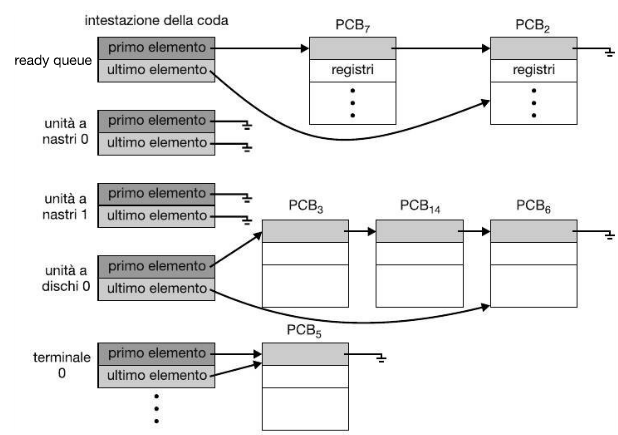 intestazione della coda
PCB7
PCB2
ready queue
primo elemento
ultimo elemento
registri
registri
unità a
nastri 0
primo elemento
ultimo elemento
unità a
nastri 1
primo elemento
ultimo elemento
PCB3
PCB14
PCB6
unità a
dischi 0
primo elemento
ultimo elemento
PCB5
terminale
0
primo elemento
ultimo elemento